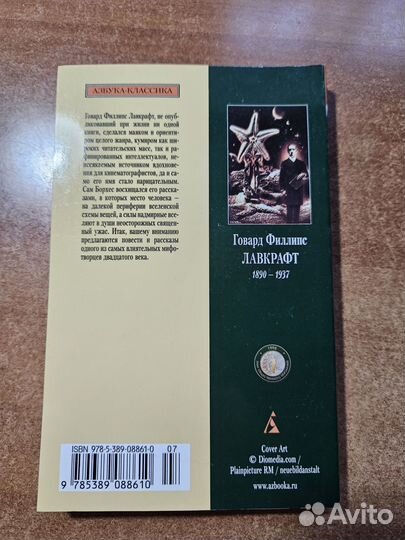 АЗБУКА-КЛАССИКА
Говард Филлипс Лавкрафт, не опуб-
ликовавший при жизни ни одной
книги, сделался маяком и ориенти-
ром целого жанра, кумиром как ши-
роких читательских масс, так и ра-
финированных интеллектуалов, неис-
сякаемым источником вдохнове-
ния для кинематографистов, да и са-
мо его имя стало нарицательным.
Сам Борхес восхищался его расска-
зами, в которых место человека —
на далекой периферии вселенской
схемы вещей, а силы надмирные все-
ляют в души неосторожных священ-
ный ужас. Итак, вашему вниманию
предлагаются повести и рассказы
одного из самых влиятельных мифо-
творцев двадцатого века.
Говард Филлипс
ЛАВКРАФТ
1890 – 1937
ISBN 978-5-389-08861-0
07
9 785389 088610
Cover Art
© Diomedia.com /
Plainpicture RM / neuebildanstalt
www.azbooka.ru
Avito